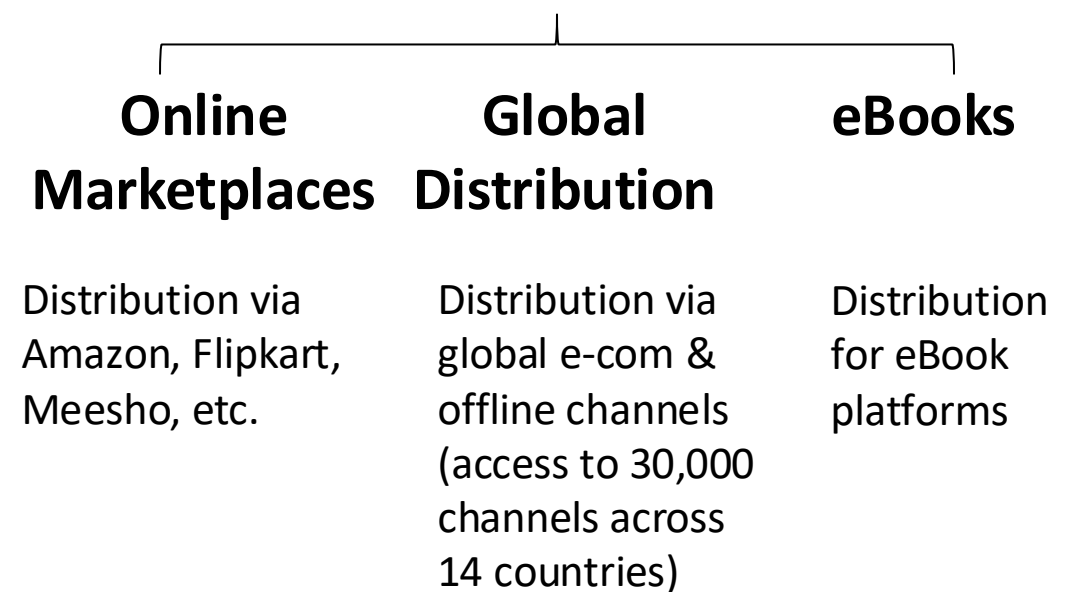 Online
Marketplaces
Distribution via
Amazon, Flipkart,
Meesho, etc.
Global
Distribution
Distribution via
global e-com &
offline channels
(access to 30,000
channels across
14 countries)
eBooks
Distribution
for eBook
platforms